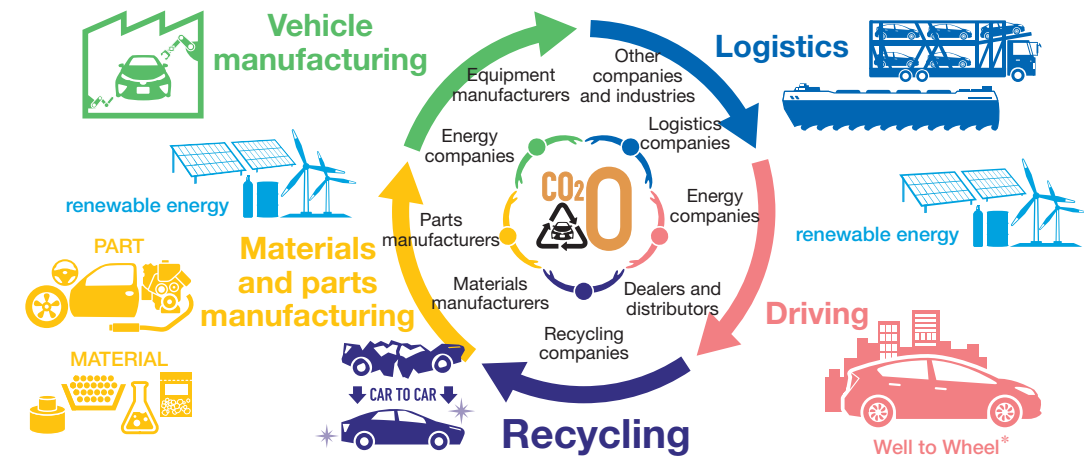 Vehicle
manufacturing
Logistics
Equipment
manufacturers
Other
companies
and industries
Energy
companies
Logistics
companies
renewable energy
CO2 0
Energy
companies
renewable energy
Parts
manufacturers
PART
Materials
and parts
manufacturing
Materials
manufacturers
Dealers and
distributors
Driving
Recycling
companies
MATERIAL
CAR TO CAR
Recycling
Well to Wheel*